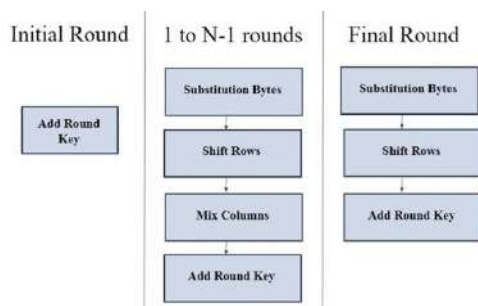 Initial Round
Add Round
Key
1 to N-1 rounds
Substitution Bytes
Shift Rows
Mix Columns
Add Round Key
Final Round
Substitution Bytes
Shift Rows
Add Round Key